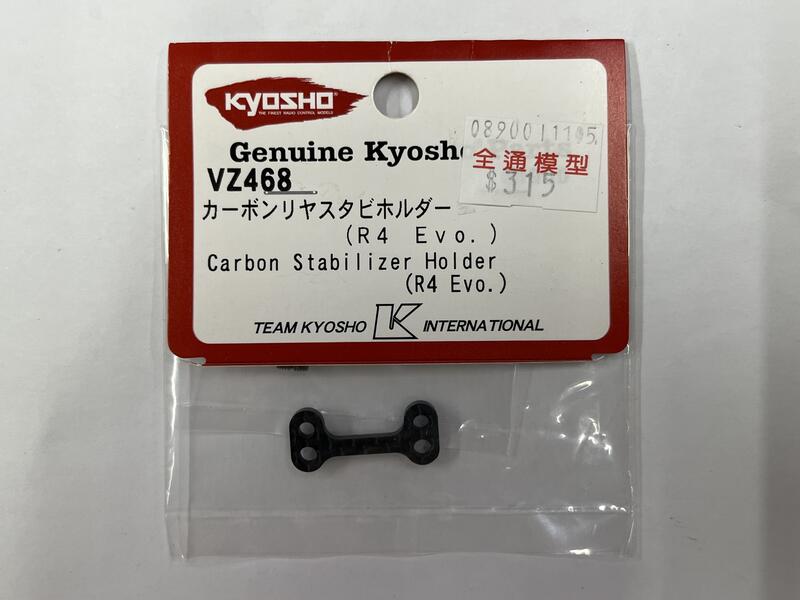 KYOSHO
THE FINEST RADIO CONTROL MODELS
0890011195
Genuine Kyosho
全通模型
$315
VZ468
カーボンリヤスタビホルダー
(R4 Evo.)
Carbon Stabilizer Holder
(R4 Evo.)
TEAM KYOSHO K INTERNATIONAL